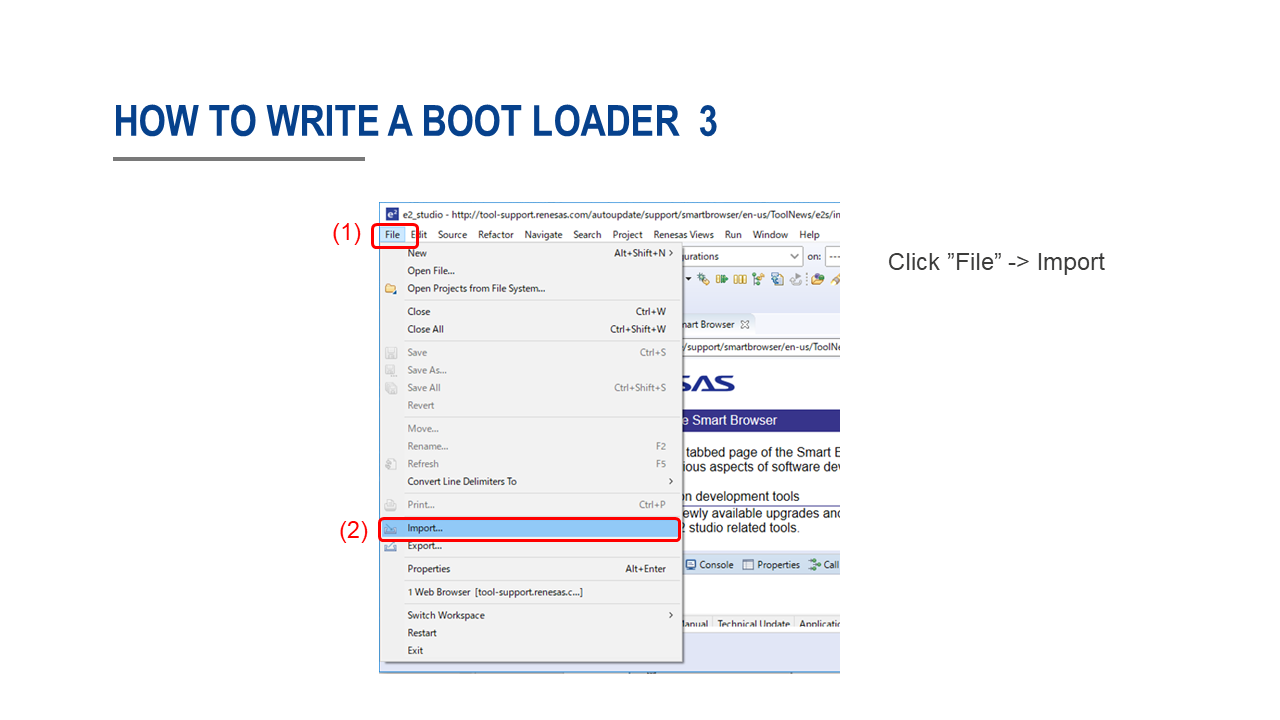 HOW TO WRITE A BOOT LOADER 3
e2_studio - http://tool-support.renesas.com/autoupdate/support/smartbrowser/en-us/ToolNews/e2s/in
(1)
File Edit Source Refactor Navigate Search Project Renesas Views Run Window Help
Click ”File” -> Import
New Alt+Shift+N >
urations on: ---
Open File...
Open Projects from File System...
Close Ctrl+W
Close All Ctrl+Shift+W
mart Browser
Save Ctrl+S
/support/smartbrowser/en-us/ToolNe
Save As...
Save All Ctrl+Shift+S
SAS
Revert
e Smart Browser
Move...
Rename... F2
tabbed page of the Smart B
Refresh F5
ious aspects of software dev
Convert Line Delimiters To >
on development tools
Print... Ctrl+P
ewly available upgrades and
(2)
Import...
2 studio related tools.
Export...
Properties Alt+Enter
Console Properties Call
1 Web Browser [tool-support.renesas.c...]
Switch Workspace >
Manual Technical Update Applicatio
Restart
Exit